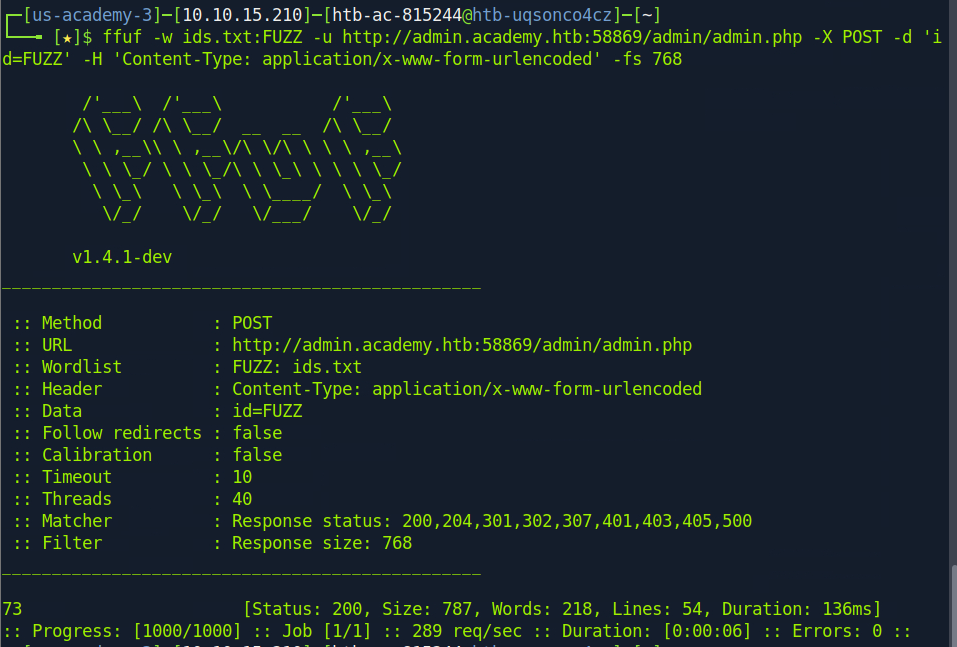 ┌─[us-academy-3]─[10.10.15.210]─[htb-ac-815244@htb-uqsonco4cz]─[~]
└──╼ [★]$ ffuf -w ids.txt:FUZZ -u http://admin.academy.htb:58869/admin/admin.php -X POST -d 'i
d=FUZZ' -H 'Content-Type: application/x-www-form-urlencoded' -fs 768
        /'___\  /'___\           /'___\
       /\ \__/ /\ \__/  __  __  /\ \__/
       \ \ ,__\\ \ ,__\/\ \/\ \ \ \ ,__\
        \ \ \_/ \ \ \_/\ \ \_\ \ \ \ \_/
         \ \_\   \ \_\  \ \____/  \ \_\
          \/_/    \/_/   \/___/    \/_/
       v1.4.1-dev
________________________________________________
 :: Method           : POST
 :: URL              : http://admin.academy.htb:58869/admin/admin.php
 :: Wordlist         : FUZZ: ids.txt
 :: Header           : Content-Type: application/x-www-form-urlencoded
 :: Data             : id=FUZZ
 :: Follow redirects : false
 :: Calibration      : false
 :: Timeout          : 10
 :: Threads          : 40
 :: Matcher          : Response status: 200,204,301,302,307,401,403,405,500
 :: Filter           : Response size: 768
________________________________________________
73                      [Status: 200, Size: 787, Words: 218, Lines: 54, Duration: 136ms]
:: Progress: [1000/1000] :: Job [1/1] :: 289 req/sec :: Duration: [0:00:06] :: Errors: 0 ::